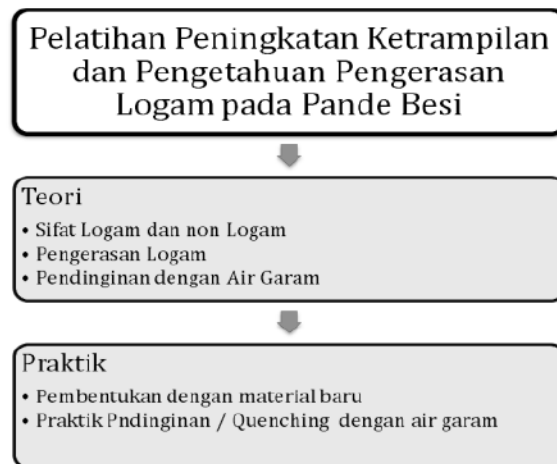 Pelatihan Peningkatan Ketrampilan
dan Pengetahuan Pengerasan
Logam pada Pande Besi
Teori
• Sifat Logam dan non Logam
• Pengerasan Logam
• Pendinginan dengan Air Garam
Praktik
• Pembentukan dengan material baru
• Praktik Pndinginan / Quenching dengan air garam